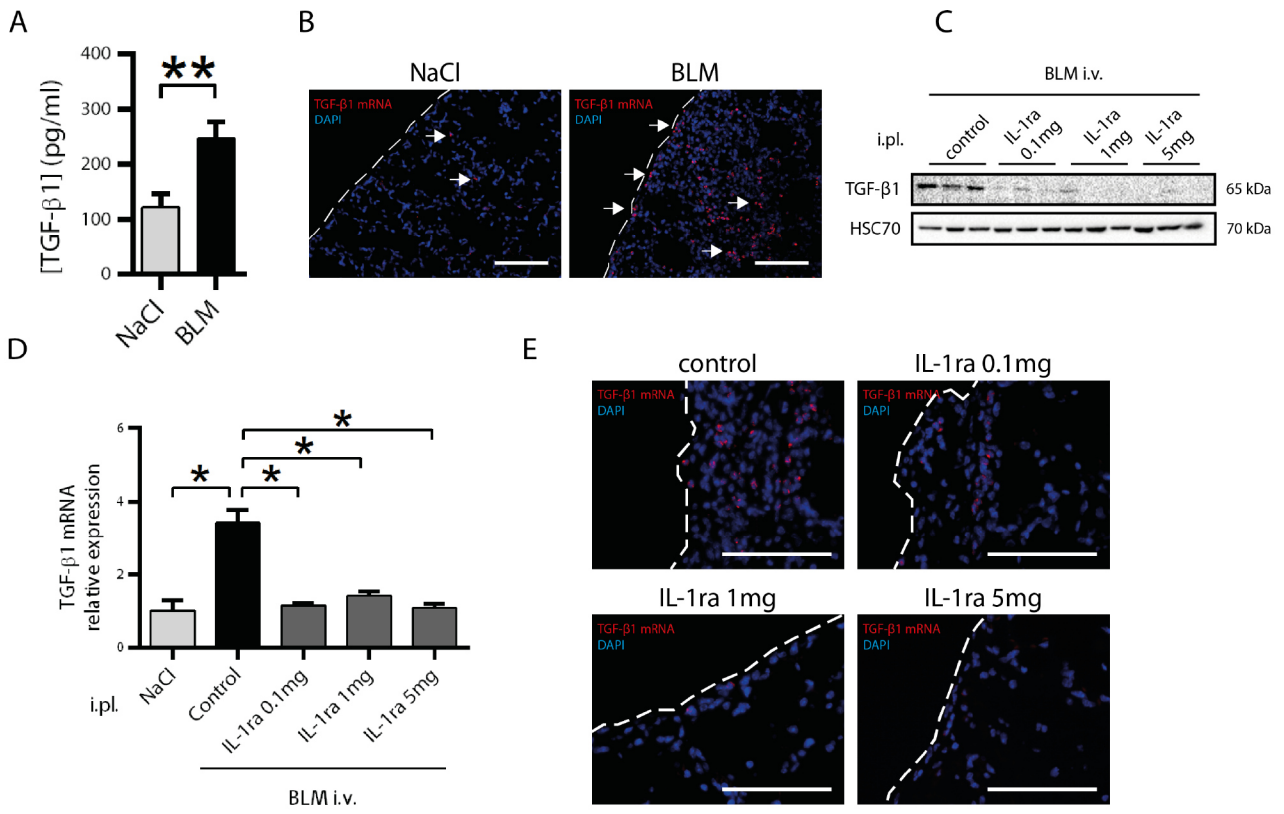 A
[TGF-β1] (pg/ml)
400
300
200
100
0
**
NaCl
BLM
B
NaCl
TGF-β1 mRNA
DAPI
BLM
TGF-β1 mRNA
DAPI
C
BLM i.v.
i.pl.
control
IL-1ra
0.1mg
IL-1ra
1mg
IL-1ra
5mg
TGF-β1
65 kDa
HSC70
70 kDa
D
TGF-β1 mRNA
relative expression
6
4
2
0
*
*
*
*
i.pl.
NaCl
Control
IL-1ra 0.1mg
IL-1ra 1mg
IL-1ra 5mg
BLM i.v.
E
control
TGF-β1 mRNA
DAPI
IL-1ra 0.1mg
TGF-β1 mRNA
DAPI
IL-1ra 1mg
TGF-β1 mRNA
DAPI
IL-1ra 5mg
TGF-β1 mRNA
DAPI